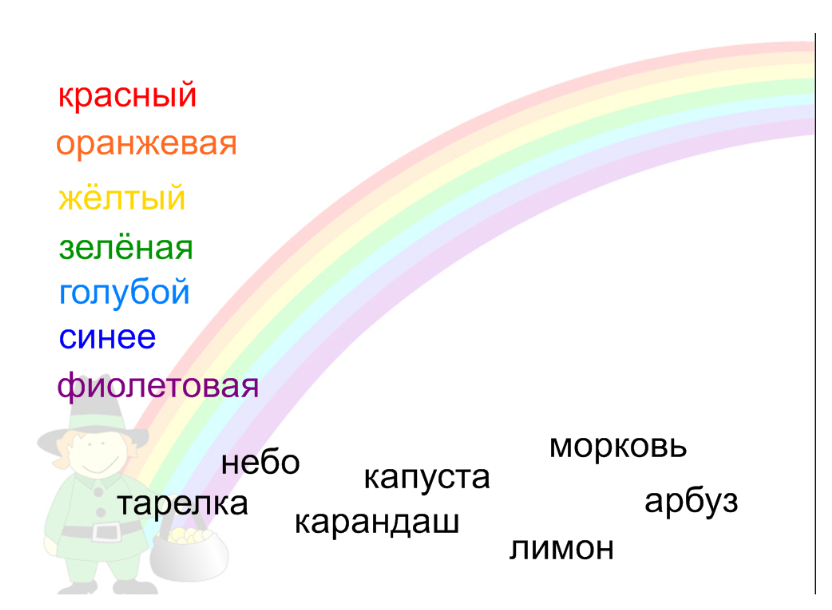 красный
оранжевая
жёлтый
зелёная
голубой
синее
фиолетовая
морковь
небо
капуста
тарелка
арбуз
карандаш
лимон